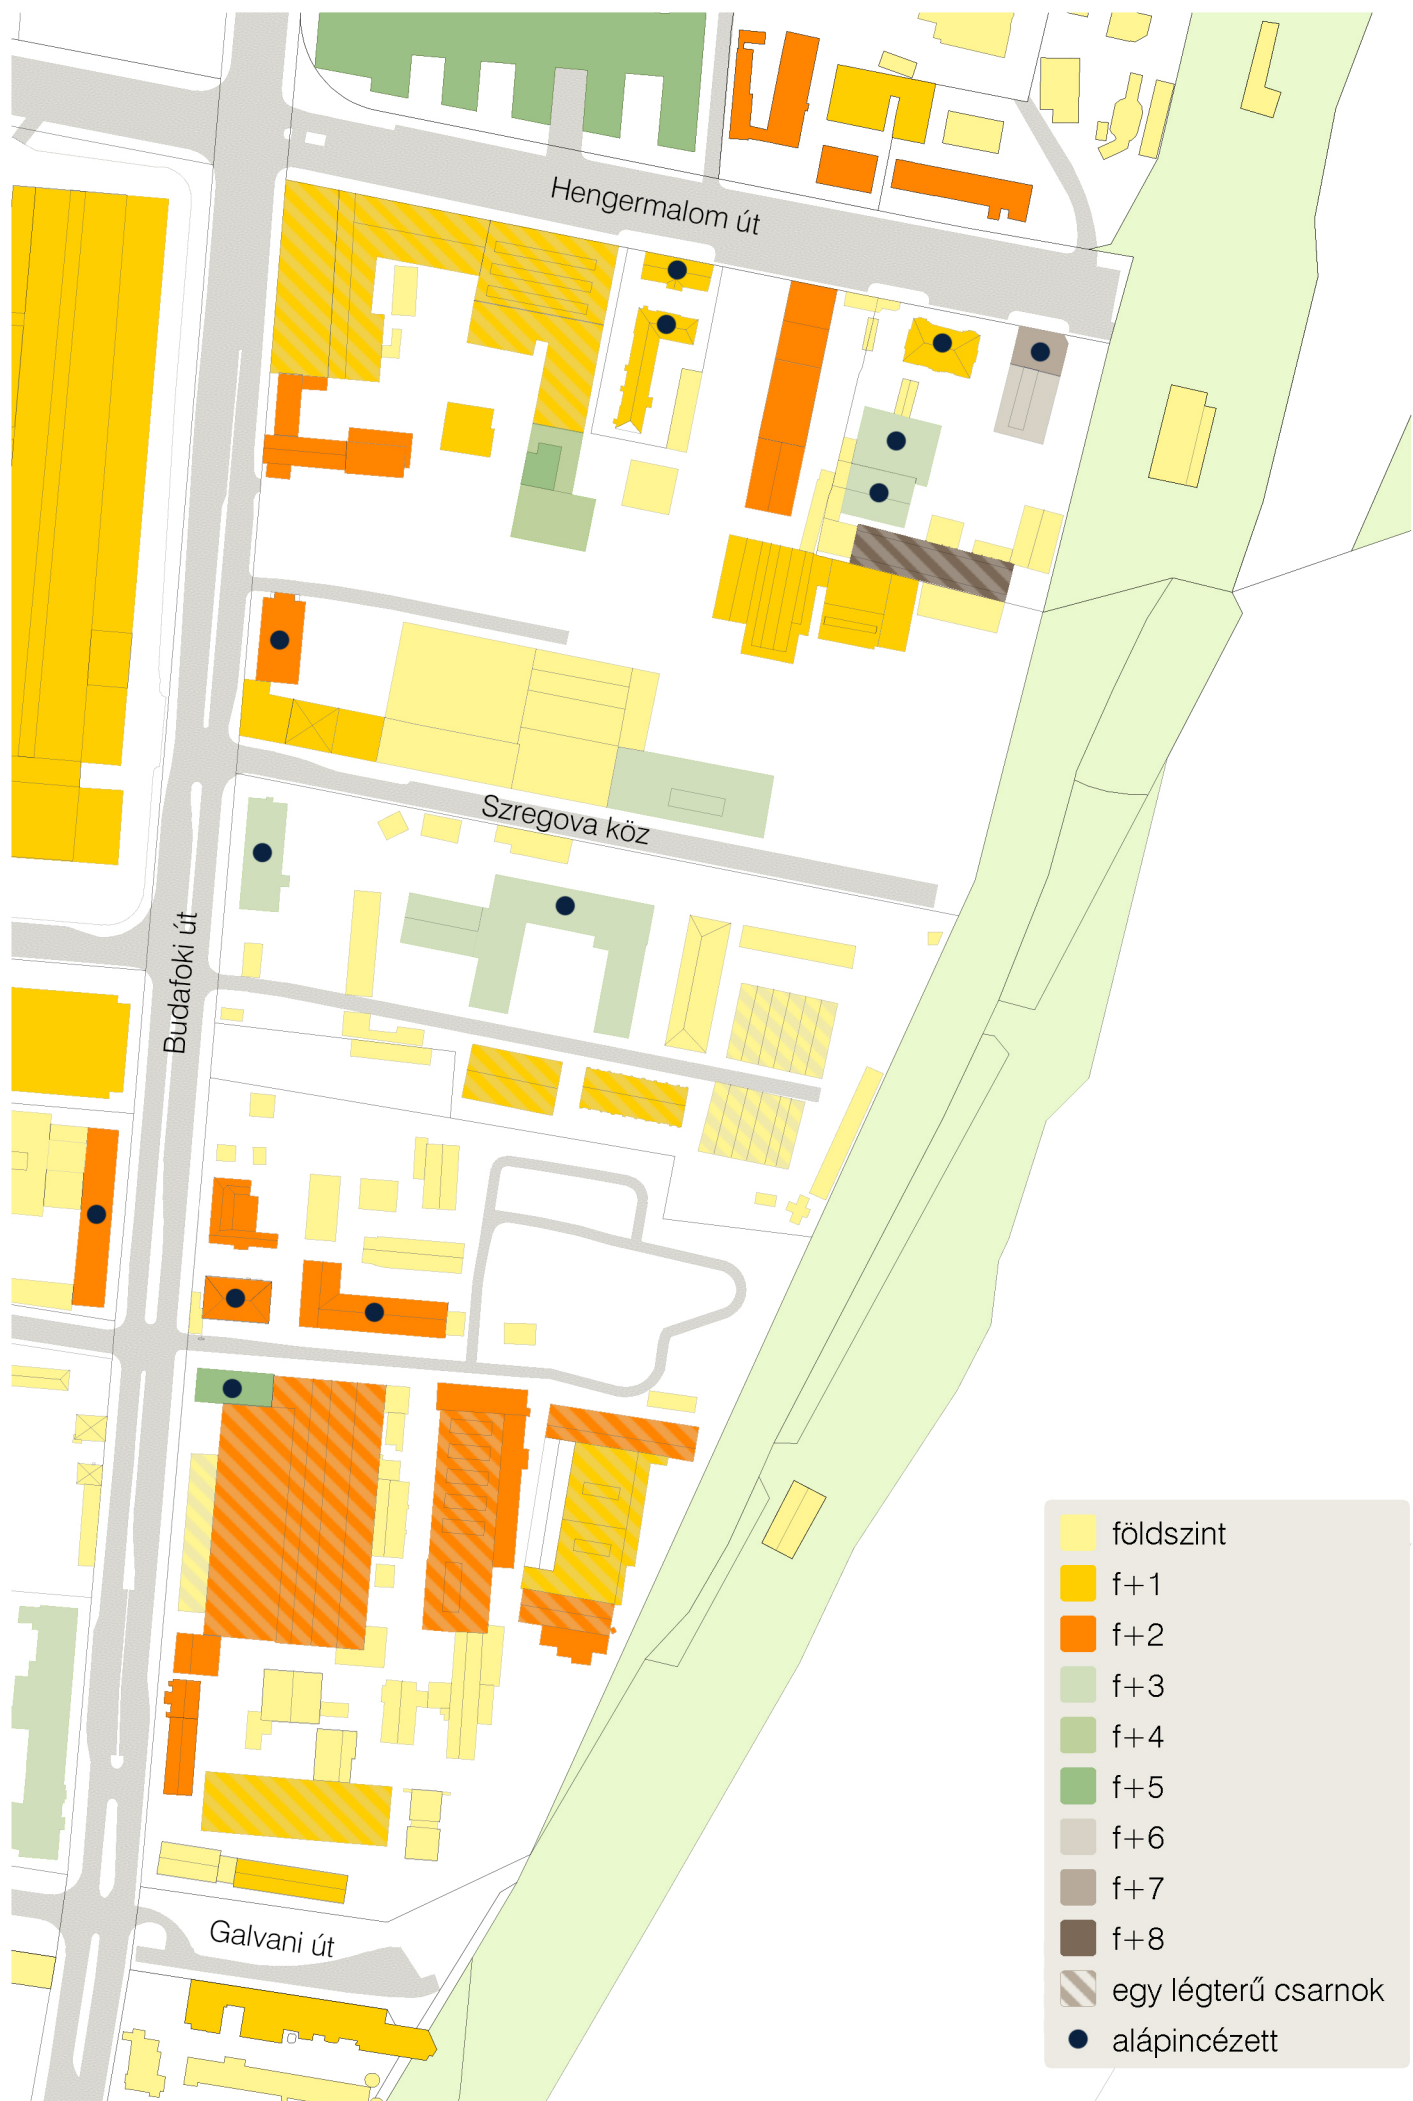 Hengermalom út
Szregova köz
Budafoki út
Galvani út
földszint
f+1
f+2
f+3
f+4
f+5
f+6
f+7
f+8
egy légterű csarnok
alápincézett